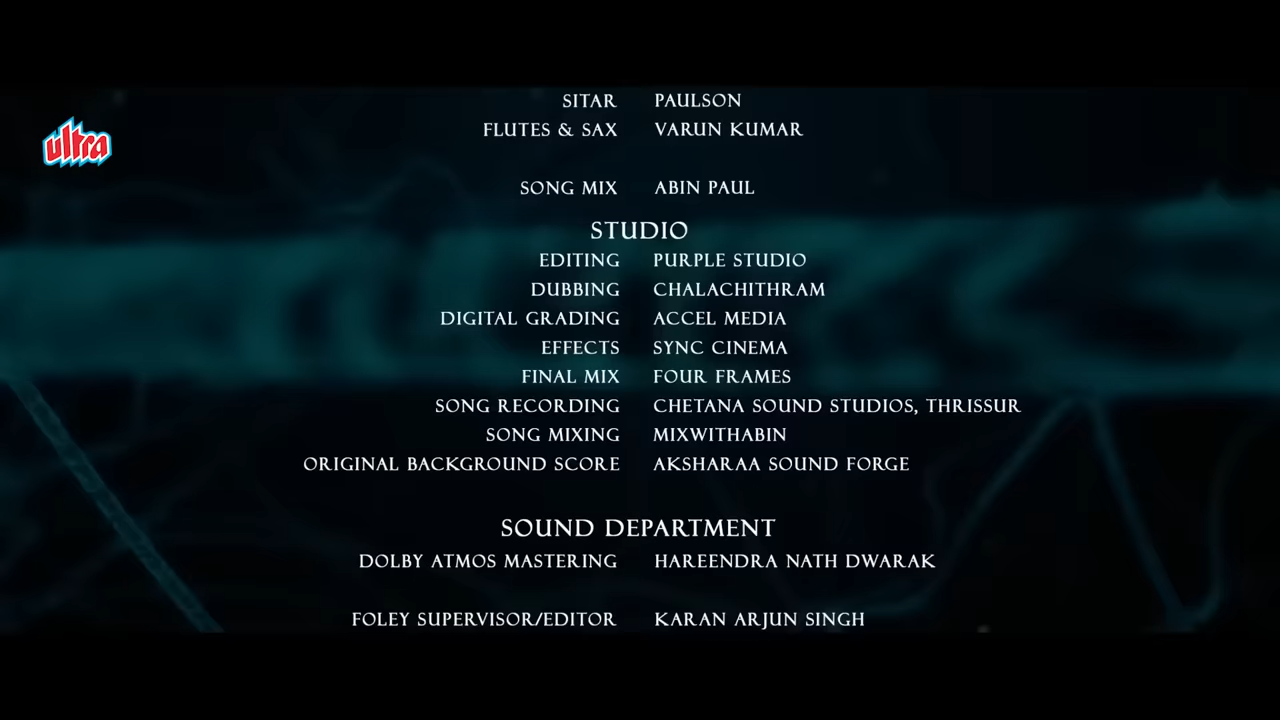 SITAR PAULSON
ultra
FLUTES & SAX VARUN KUMAR
SONG MIX ABIN PAUL
STUDIO
EDITING PURPLE STUDIO
DUBBING CHALACHITHRAM
DIGITAL GRADING ACCEL MEDIA
EFFECTS SYNC CINEMA
FINAL MIX FOUR FRAMES
SONG RECORDING CHETANA SOUND STUDIOS, THRISSUR
SONG MIXING MIXWITHABIN
ORIGINAL BACKGROUND SCORE AKSHARAA SOUND FORGE
SOUND DEPARTMENT
DOLBY ATMOS MASTERING HAREENDRA NATH DWARAK
FOLEY SUPERVISOR/EDITOR KARAN ARJUN SINGH